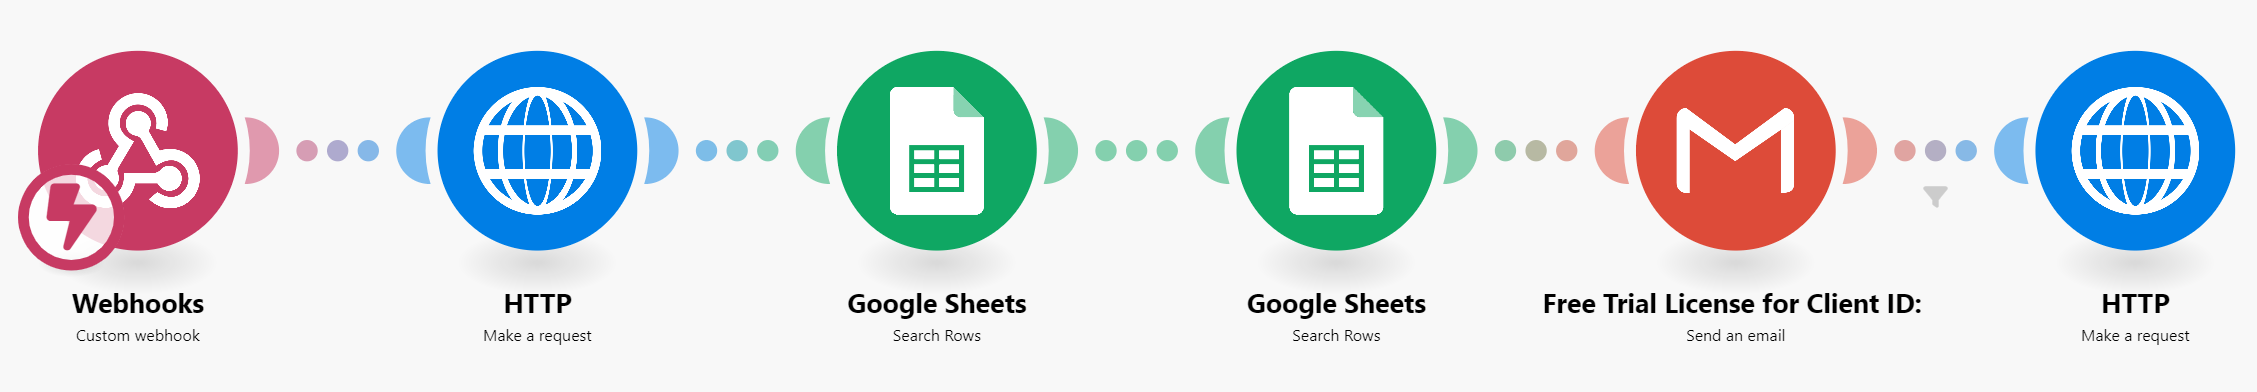 Webhooks
Custom webhook
HTTP
Make a request
Google Sheets
Search Rows
Google Sheets
Search Rows
Free Trial License for Client ID:
Send an email
HTTP
Make a request